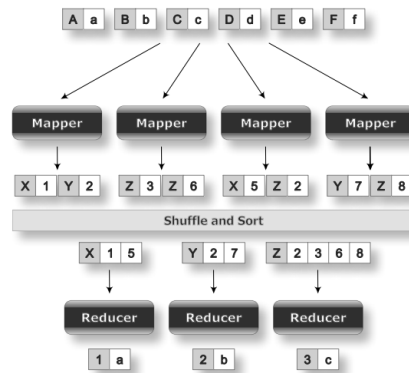 A a B b C c D d E e F f
Mapper Mapper Mapper Mapper
X 1 Y 2 Z 3 Z 6 X 5 Z 2 Y 7 Z 8
Shuffle and Sort
X 1 5 Y 2 7 Z 2 3 6 8
Reducer Reducer Reducer
1 a 2 b 3 c